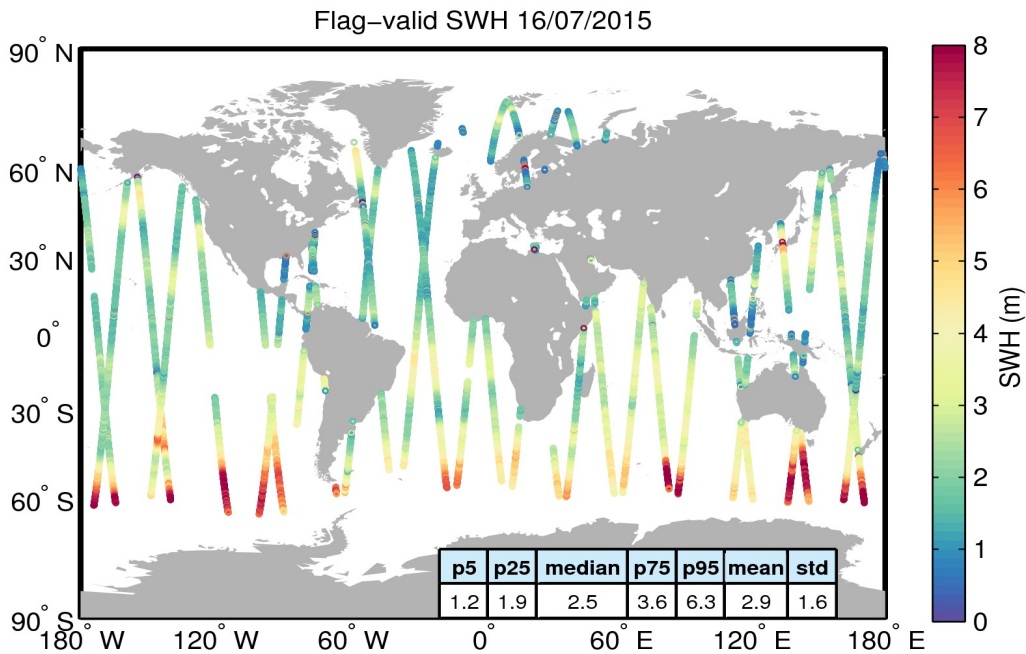 Flag−valid SWH 16/07/2015
90° N
60° N
30° N
0°
30° S
60° S
90° S
180° W
120° W
60° W
0°
60° E
120° E
180° E
p5 p25 median p75 p95 mean std
1.2 1.9 2.5 3.6 6.3 2.9 1.6
8
7
6
5
4
3
2
1
0
SWH (m)